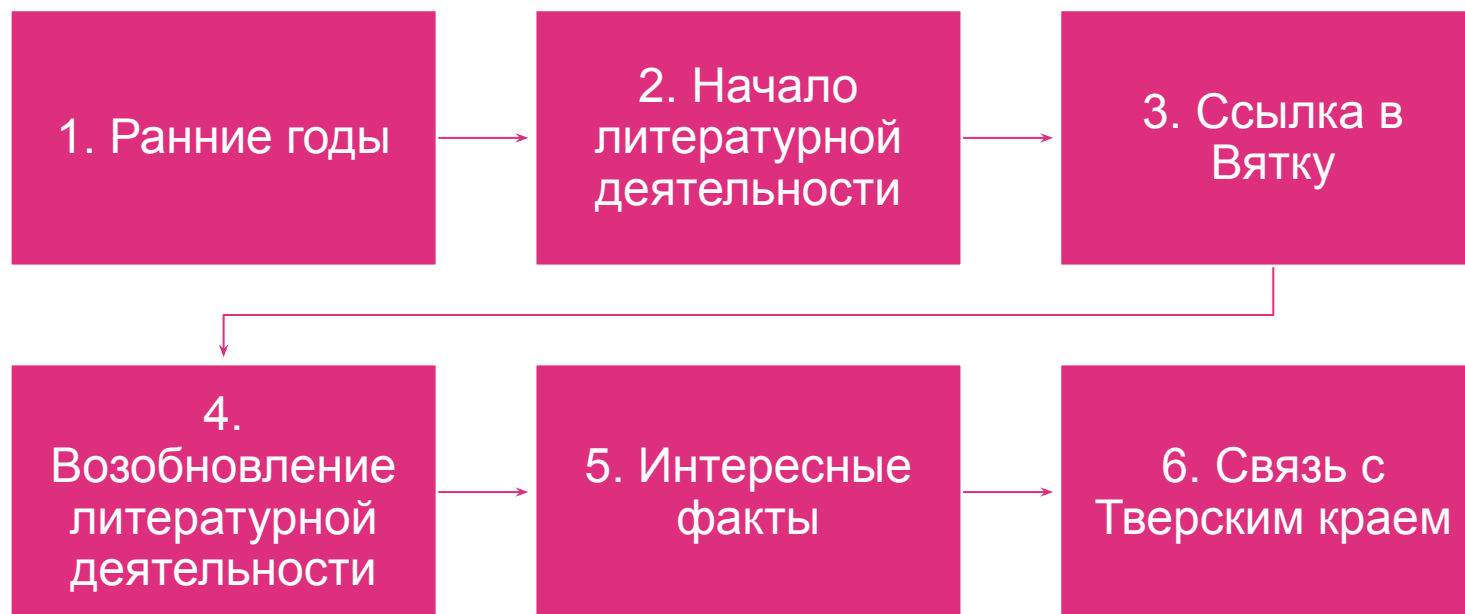 1. Ранние годы
2. Начало
литературной
деятельности
3. Ссылка в
Вятку
4.
Возобновление
литературной
деятельности
5. Интересные
факты
6. Связь с
Тверским краем